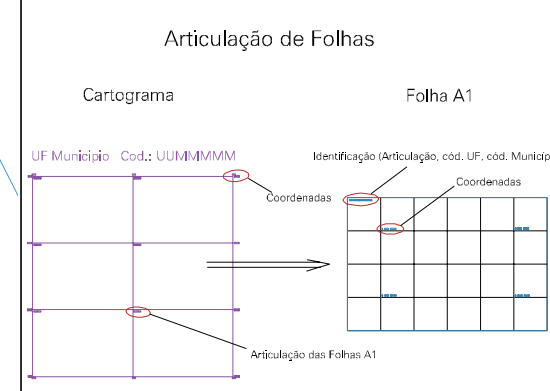 Articulação de Folhas
Cartograma
Folha A1
UF Municipio Cod.: UUMMMMM
Identificação (Articulação, cód. UF, cód. Municíp
Coordenadas
Coordenadas
Articulação das Folhas A1